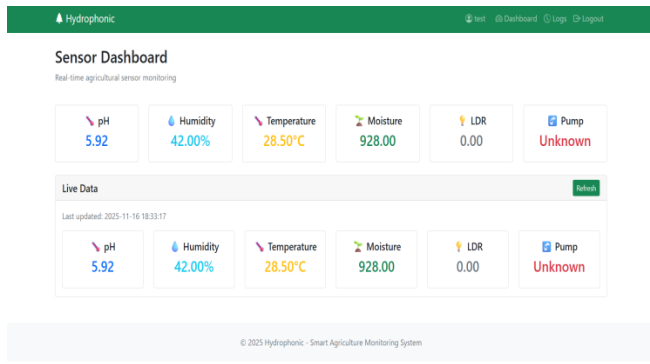 Hydrophonic test Dashboard Logs Logout
Sensor Dashboard
Real-time agricultural sensor monitoring
pH Humidity Temperature Moisture LDR Pump
5.92 42.00% 28.50°C 928.00 0.00 Unknown
Live Data Refresh
Last updated: 2025-11-16 18:33:17
pH Humidity Temperature Moisture LDR Pump
5.92 42.00% 28.50°C 928.00 0.00 Unknown
© 2025 Hydrophonic - Smart Agriculture Monitoring System